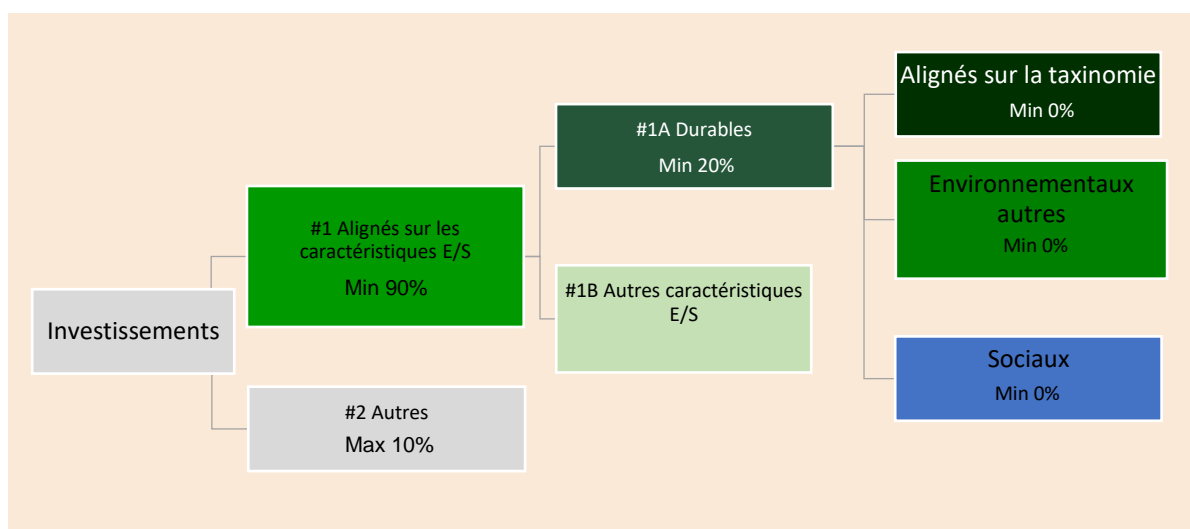 Investissements
#1 Alignés sur les
caractéristiques E/S
Min 90%
#2 Autres
Max 10%
#1A Durables
Min 20%
#1B Autres caractéristiques
E/S
Alignés sur la taxinomie
Min 0%
Environnementaux
autres
Min 0%
Sociaux
Min 0%